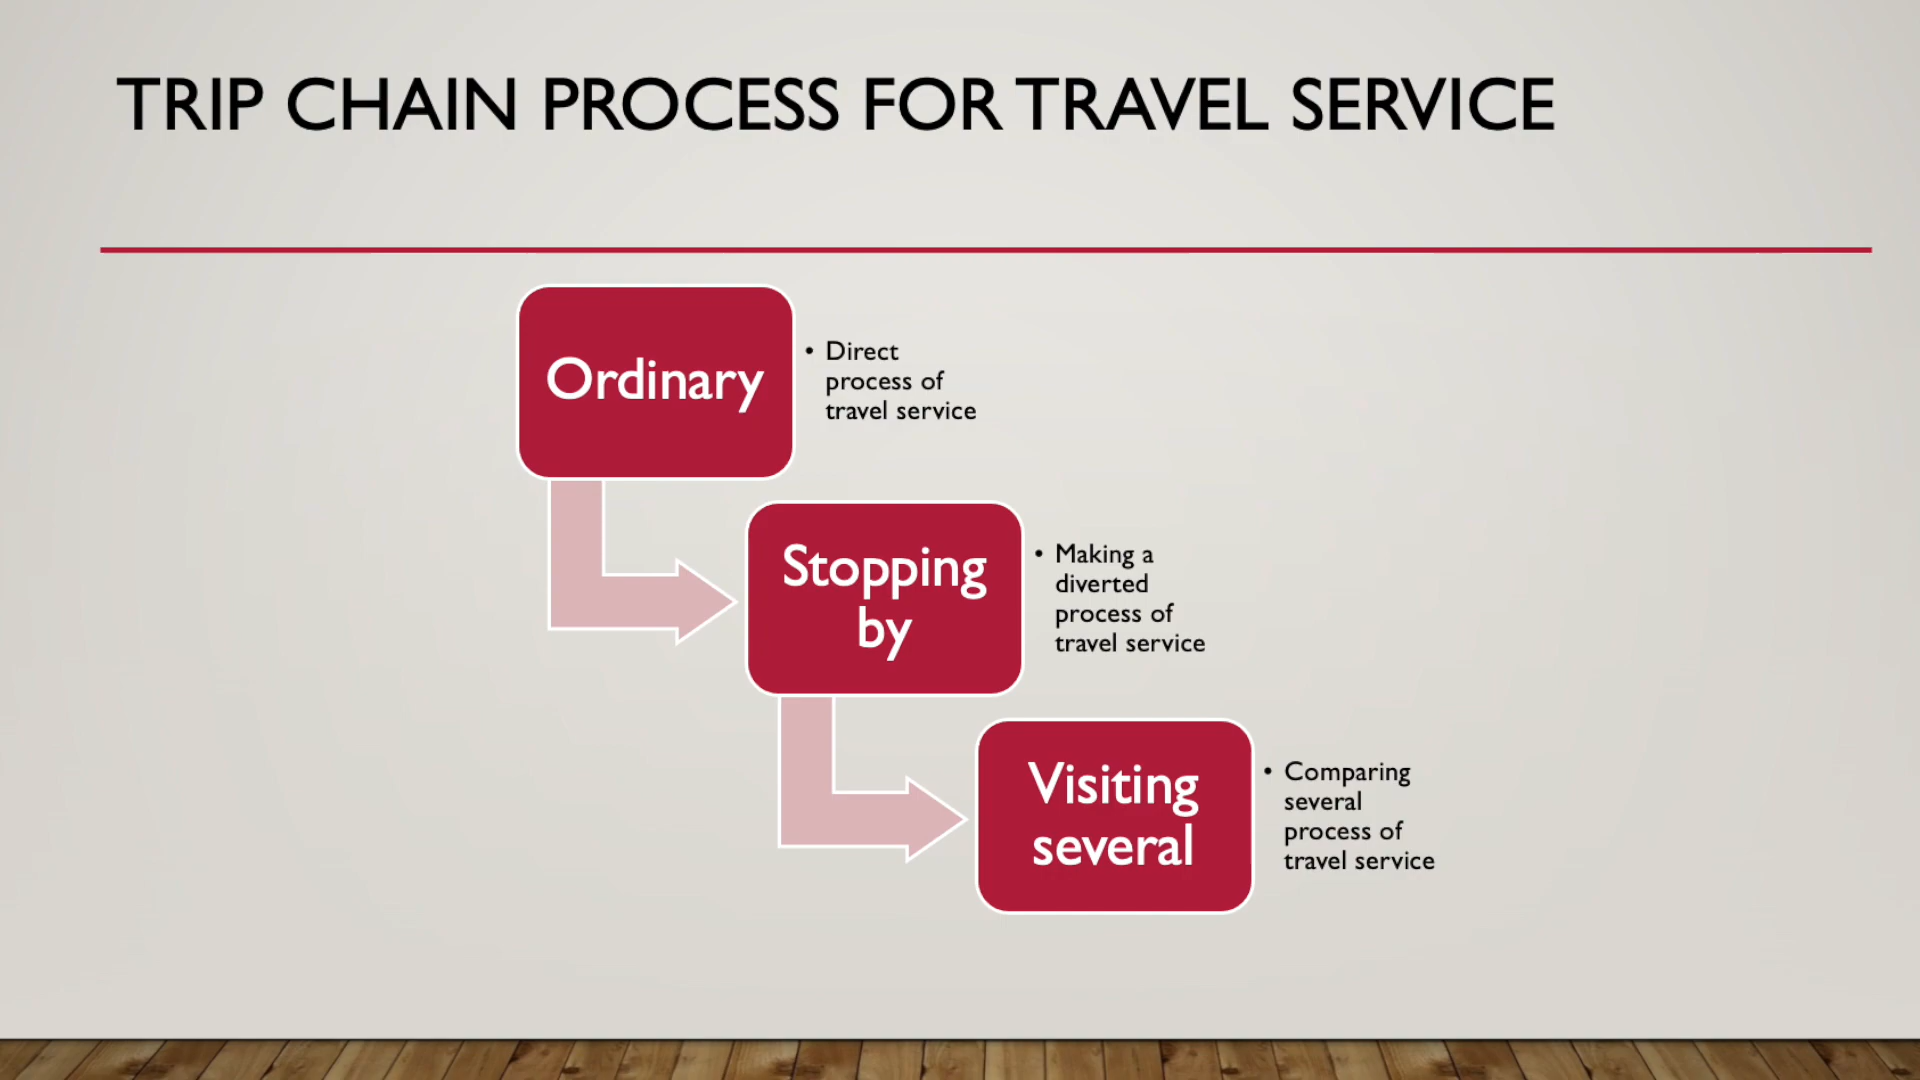 TRIP CHAIN PROCESS FOR TRAVEL SERVICE
Ordinary
• Direct
process of
travel service
Stopping
by
• Making a
diverted
process of
travel service
Visiting
several
• Comparing
several
process of
travel service